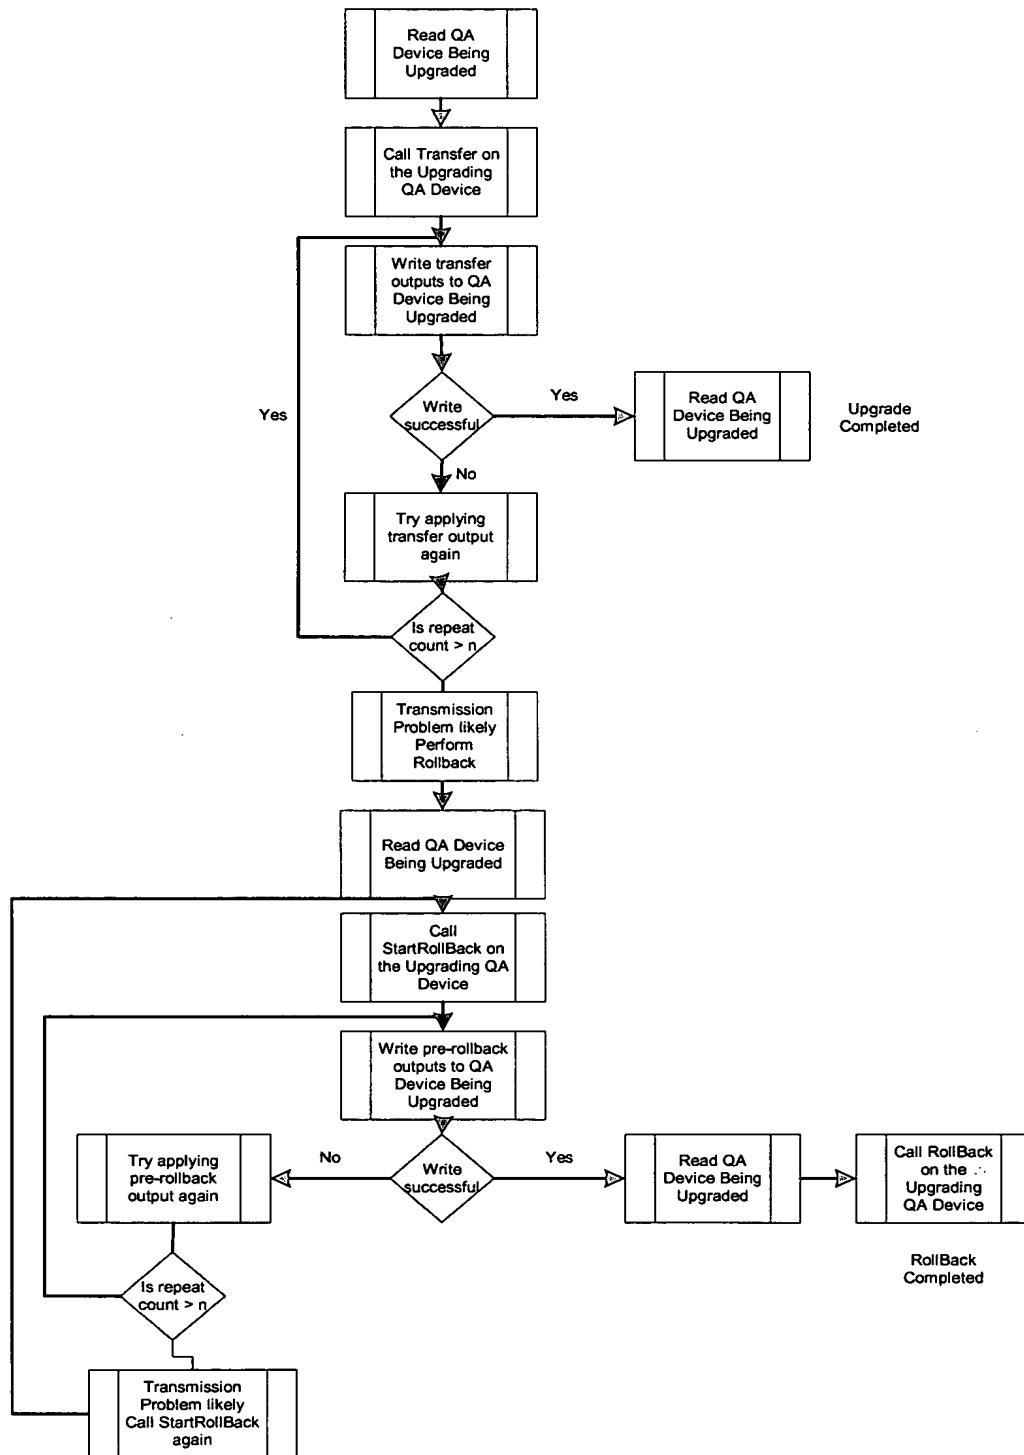 Read QA
Device Being
Upgraded
Call Transfer on
the Upgrading
QA Device
Write transfer
outputs to QA
Device Being
Upgraded
Write
successful
Yes
Read QA
Device Being
Upgraded
Upgrade
Completed
Yes
No
Try applying
transfer output
again
Is repeat
count > n
Transmission
Problem likely
Perform
Rollback
Read QA Device
Being Upgraded
Call
StartRollBack on
the Upgrading QA
Device
Write pre-rollback
outputs to QA
Device Being
Upgraded
Try applying
pre-rollback
output again
No
Write
successful
Yes
Read QA
Device Being
Upgraded
Call RollBack
on the
Upgrading
QA Device
RollBack
Completed
Is repeat
count > n
Transmission
Problem likely
Call StartRollBack
again